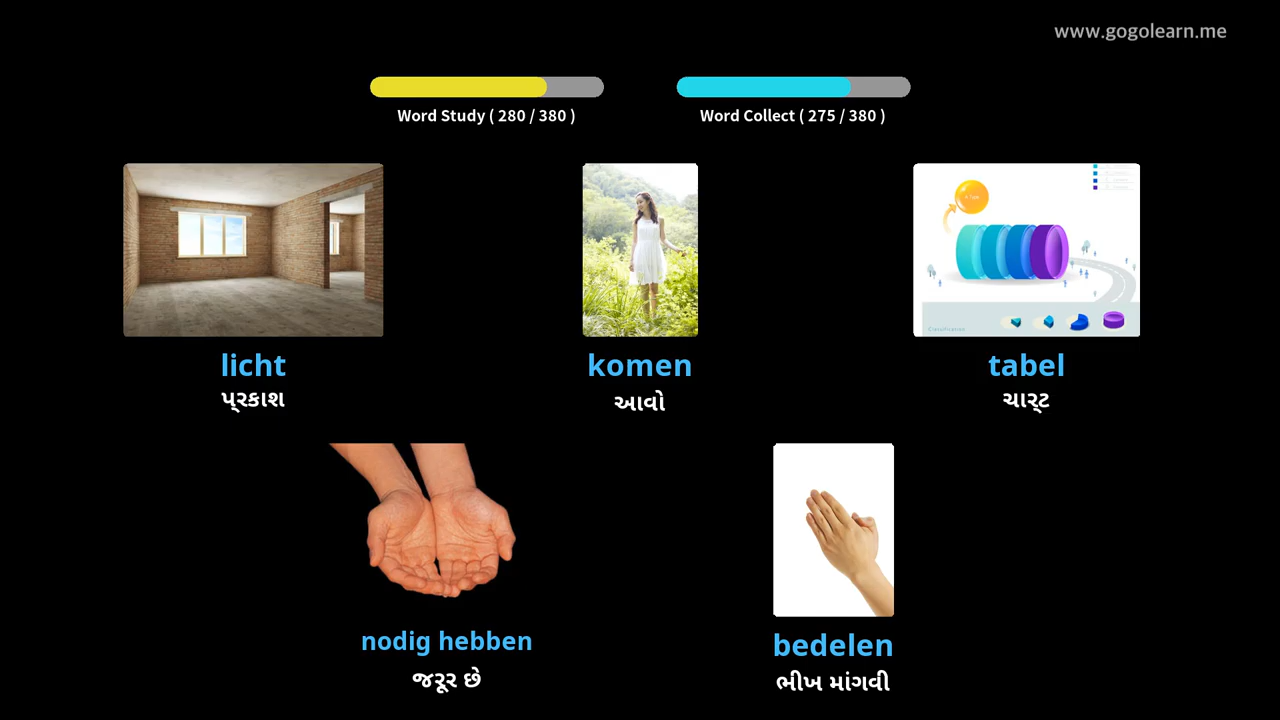 www.gogolearn.me
Word Study ( 280 / 380 )
Word Collect ( 275 / 380 )
licht
પ્રકાશ
komen
આવો
tabel
ચાર્ટ
Classification
nodig hebben
જરૂર છે
bedelen
ભીખ માંગવી